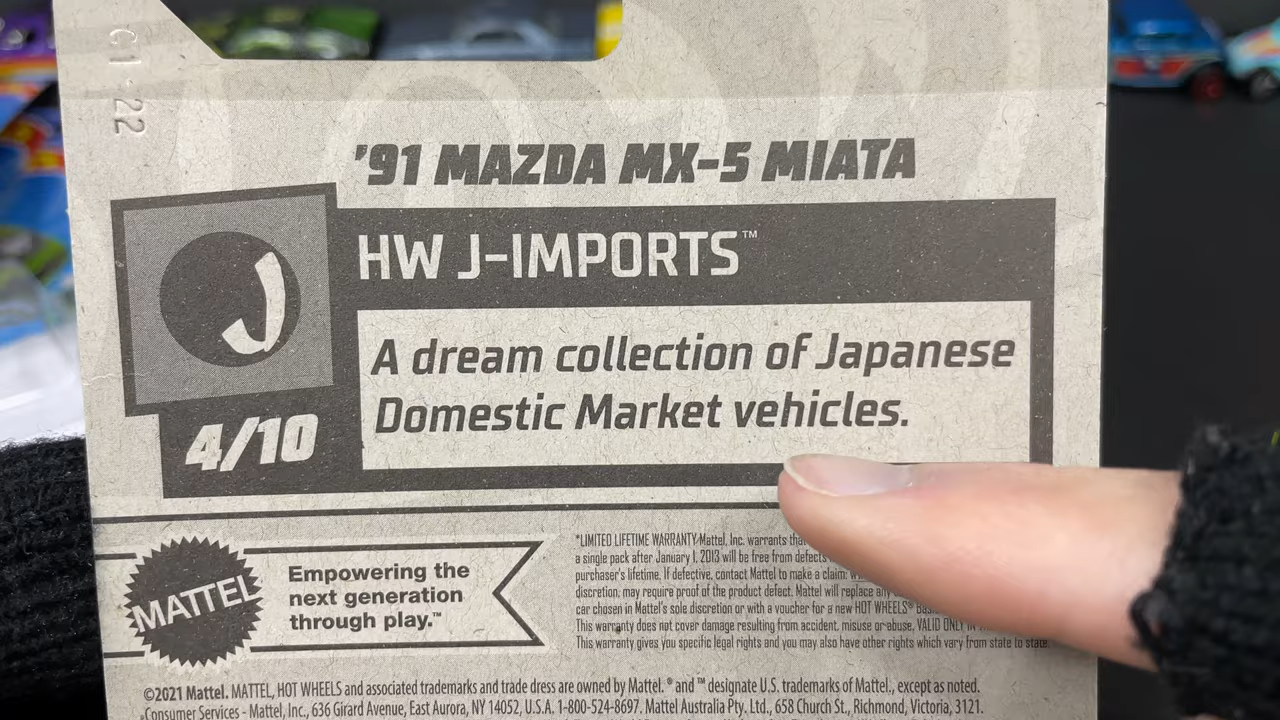 C1-22
'91 MAZDA MX-5 MIATA
HW J-IMPORTS™
J
A dream collection of Japanese
Domestic Market vehicles.
4/10
MATTEL
Empowering the
next generation
through play.™
*LIMITED LIFETIME WARRANTY Mattel, Inc. warrants
a single pack after January 1, 2013 will be free from defects
purchaser's lifetime. If defective, contact Mattel to make a claim:
discretion, may require proof of the product defect. Mattel will replace any
car chosen in Mattel's sole discretion or with a voucher for a new HOT WHEELS®
This warranty does not cover damage resulting from accident, misuse or abuse, VALID ONLY
This warranty gives you specific legal rights and you may also have other rights which vary from state to state.
©2021 Mattel. MATTEL, HOT WHEELS and associated trademarks and trade dress are owned by Mattel. ® and ™ designate U.S. trademarks of Mattel., except as noted.
Consumer Services - Mattel, Inc., 636 Girard Avenue, East Aurora, NY 14052, U.S.A. 1-800-524-8697. Mattel Australia Pty. Ltd., 658 Church St., Richmond, Victoria, 3121.